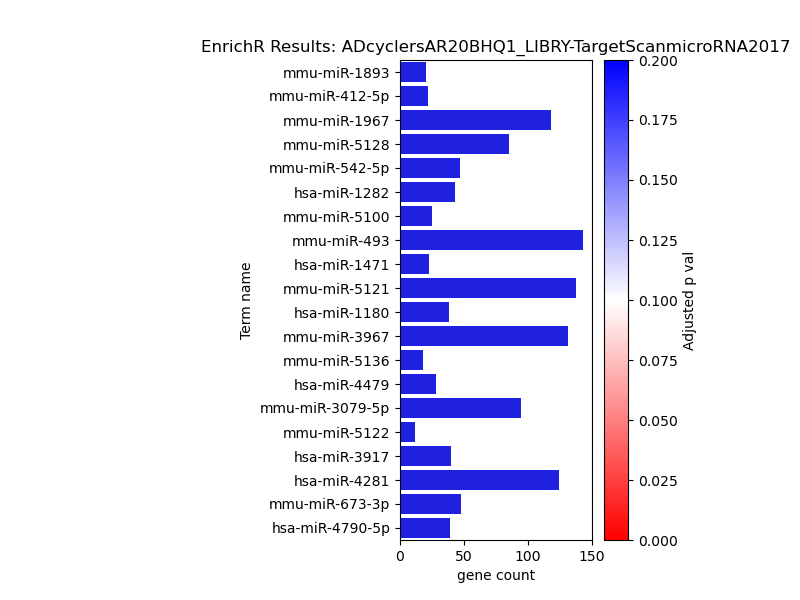 EnrichR Results: ADcyclersAR20BHQ1_LIBRY-TargetScanmicroRNA2017
mmu-miR-1893
mmu-miR-412-5p
mmu-miR-1967
mmu-miR-5128
mmu-miR-542-5p
hsa-miR-1282
mmu-miR-5100
mmu-miR-493
hsa-miR-1471
mmu-miR-5121
hsa-miR-1180
mmu-miR-3967
mmu-miR-5136
hsa-miR-4479
mmu-miR-3079-5p
mmu-miR-5122
hsa-miR-3917
hsa-miR-4281
mmu-miR-673-3p
hsa-miR-4790-5p
Term name
0 50 100 150
gene count
0.200
0.175
0.150
0.125
0.100
0.075
0.050
0.025
0.000
Adjusted p val